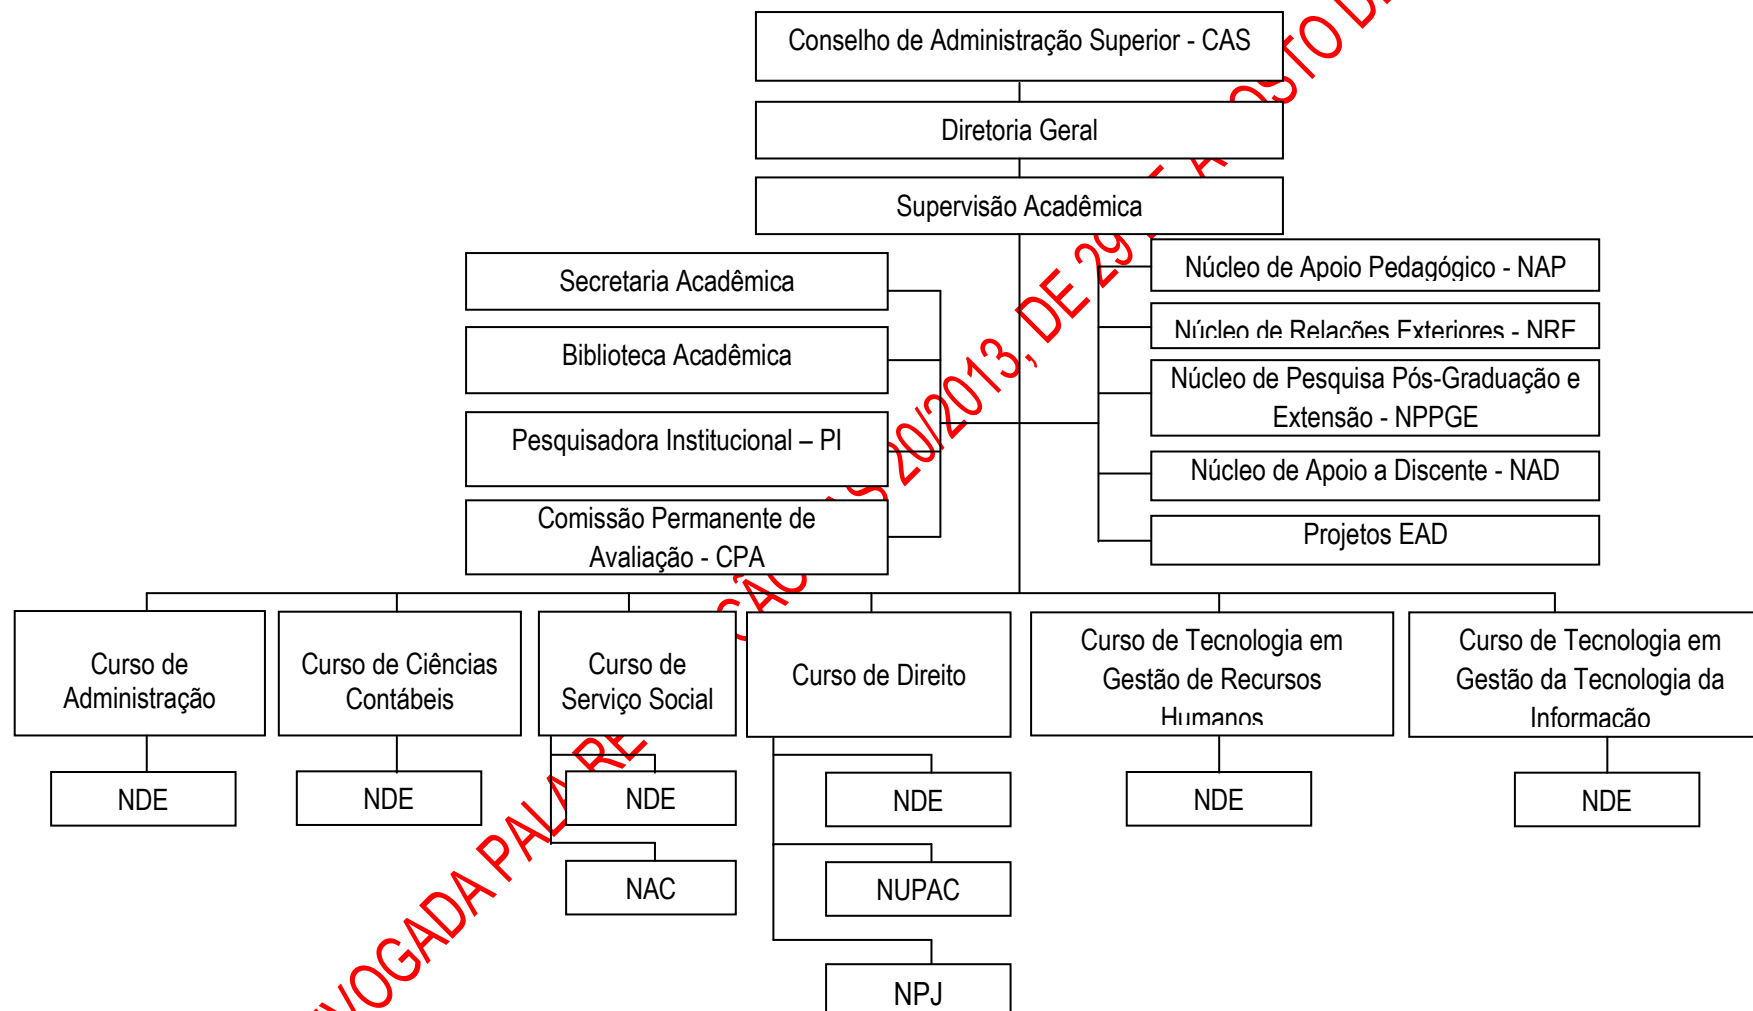 Conselho de Administração Superior - CAS
Diretoria Geral
Supervisão Acadêmica
Secretaria Acadêmica
Biblioteca Acadêmica
Pesquisadora Institucional – PI
Comissão Permanente de
Avaliação - CPA
Núcleo de Apoio Pedagógico - NAP
Núcleo de Relações Exteriores - NRE
Núcleo de Pesquisa Pós-Graduação e
Extensão - NPPGE
Núcleo de Apoio a Discente - NAD
Projetos EAD
Curso de
Administração
Curso de Ciências
Contábeis
Curso de
Serviço Social
Curso de Direito
Curso de Tecnologia em
Gestão de Recursos
Humanos
Curso de Tecnologia em
Gestão da Tecnologia da
Informação
NDE
NDE
NDE
NDE
NDE
NDE
NAC
NUPAC
NPJ
PALA 20/2013, DE 29